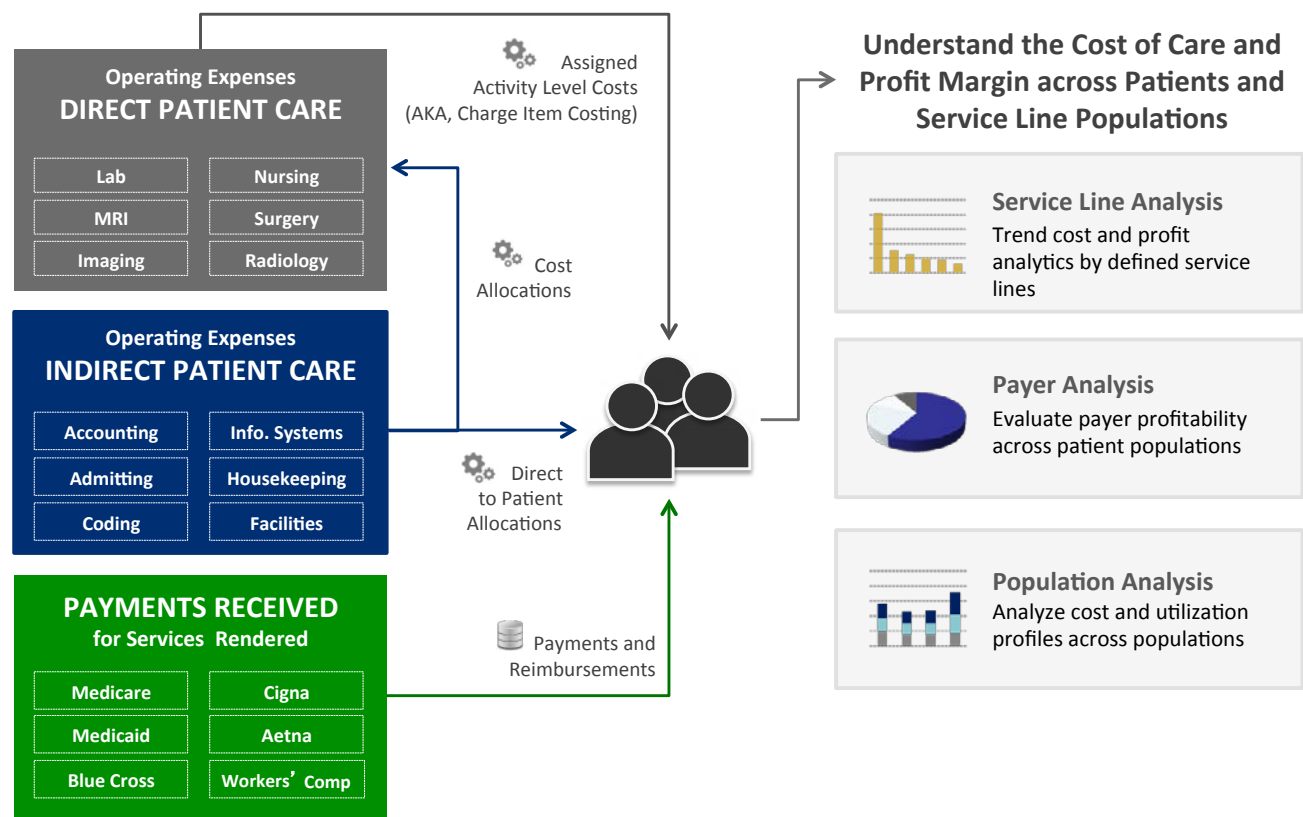 Operating Expenses
DIRECT PATIENT CARE
Lab
Nursing
MRI
Surgery
Imaging
Radiology
Operating Expenses
INDIRECT PATIENT CARE
Accounting
Info. Systems
Admitting
Housekeeping
Coding
Facilities
PAYMENTS RECEIVED
for Services Rendered
Medicare
Cigna
Medicaid
Aetna
Blue Cross
Workers’ Comp
Assigned
Activity Level Costs
(AKA, Charge Item Costing)
Cost
Allocations
Direct
to Patient
Allocations
Payments and
Reimbursements
Understand the Cost of Care and
Profit Margin across Patients and
Service Line Populations
Service Line Analysis
Trend cost and profit
analytics by defined service
lines
Payer Analysis
Evaluate payer profitability
across patient populations
Population Analysis
Analyze cost and utilization
profiles across populations